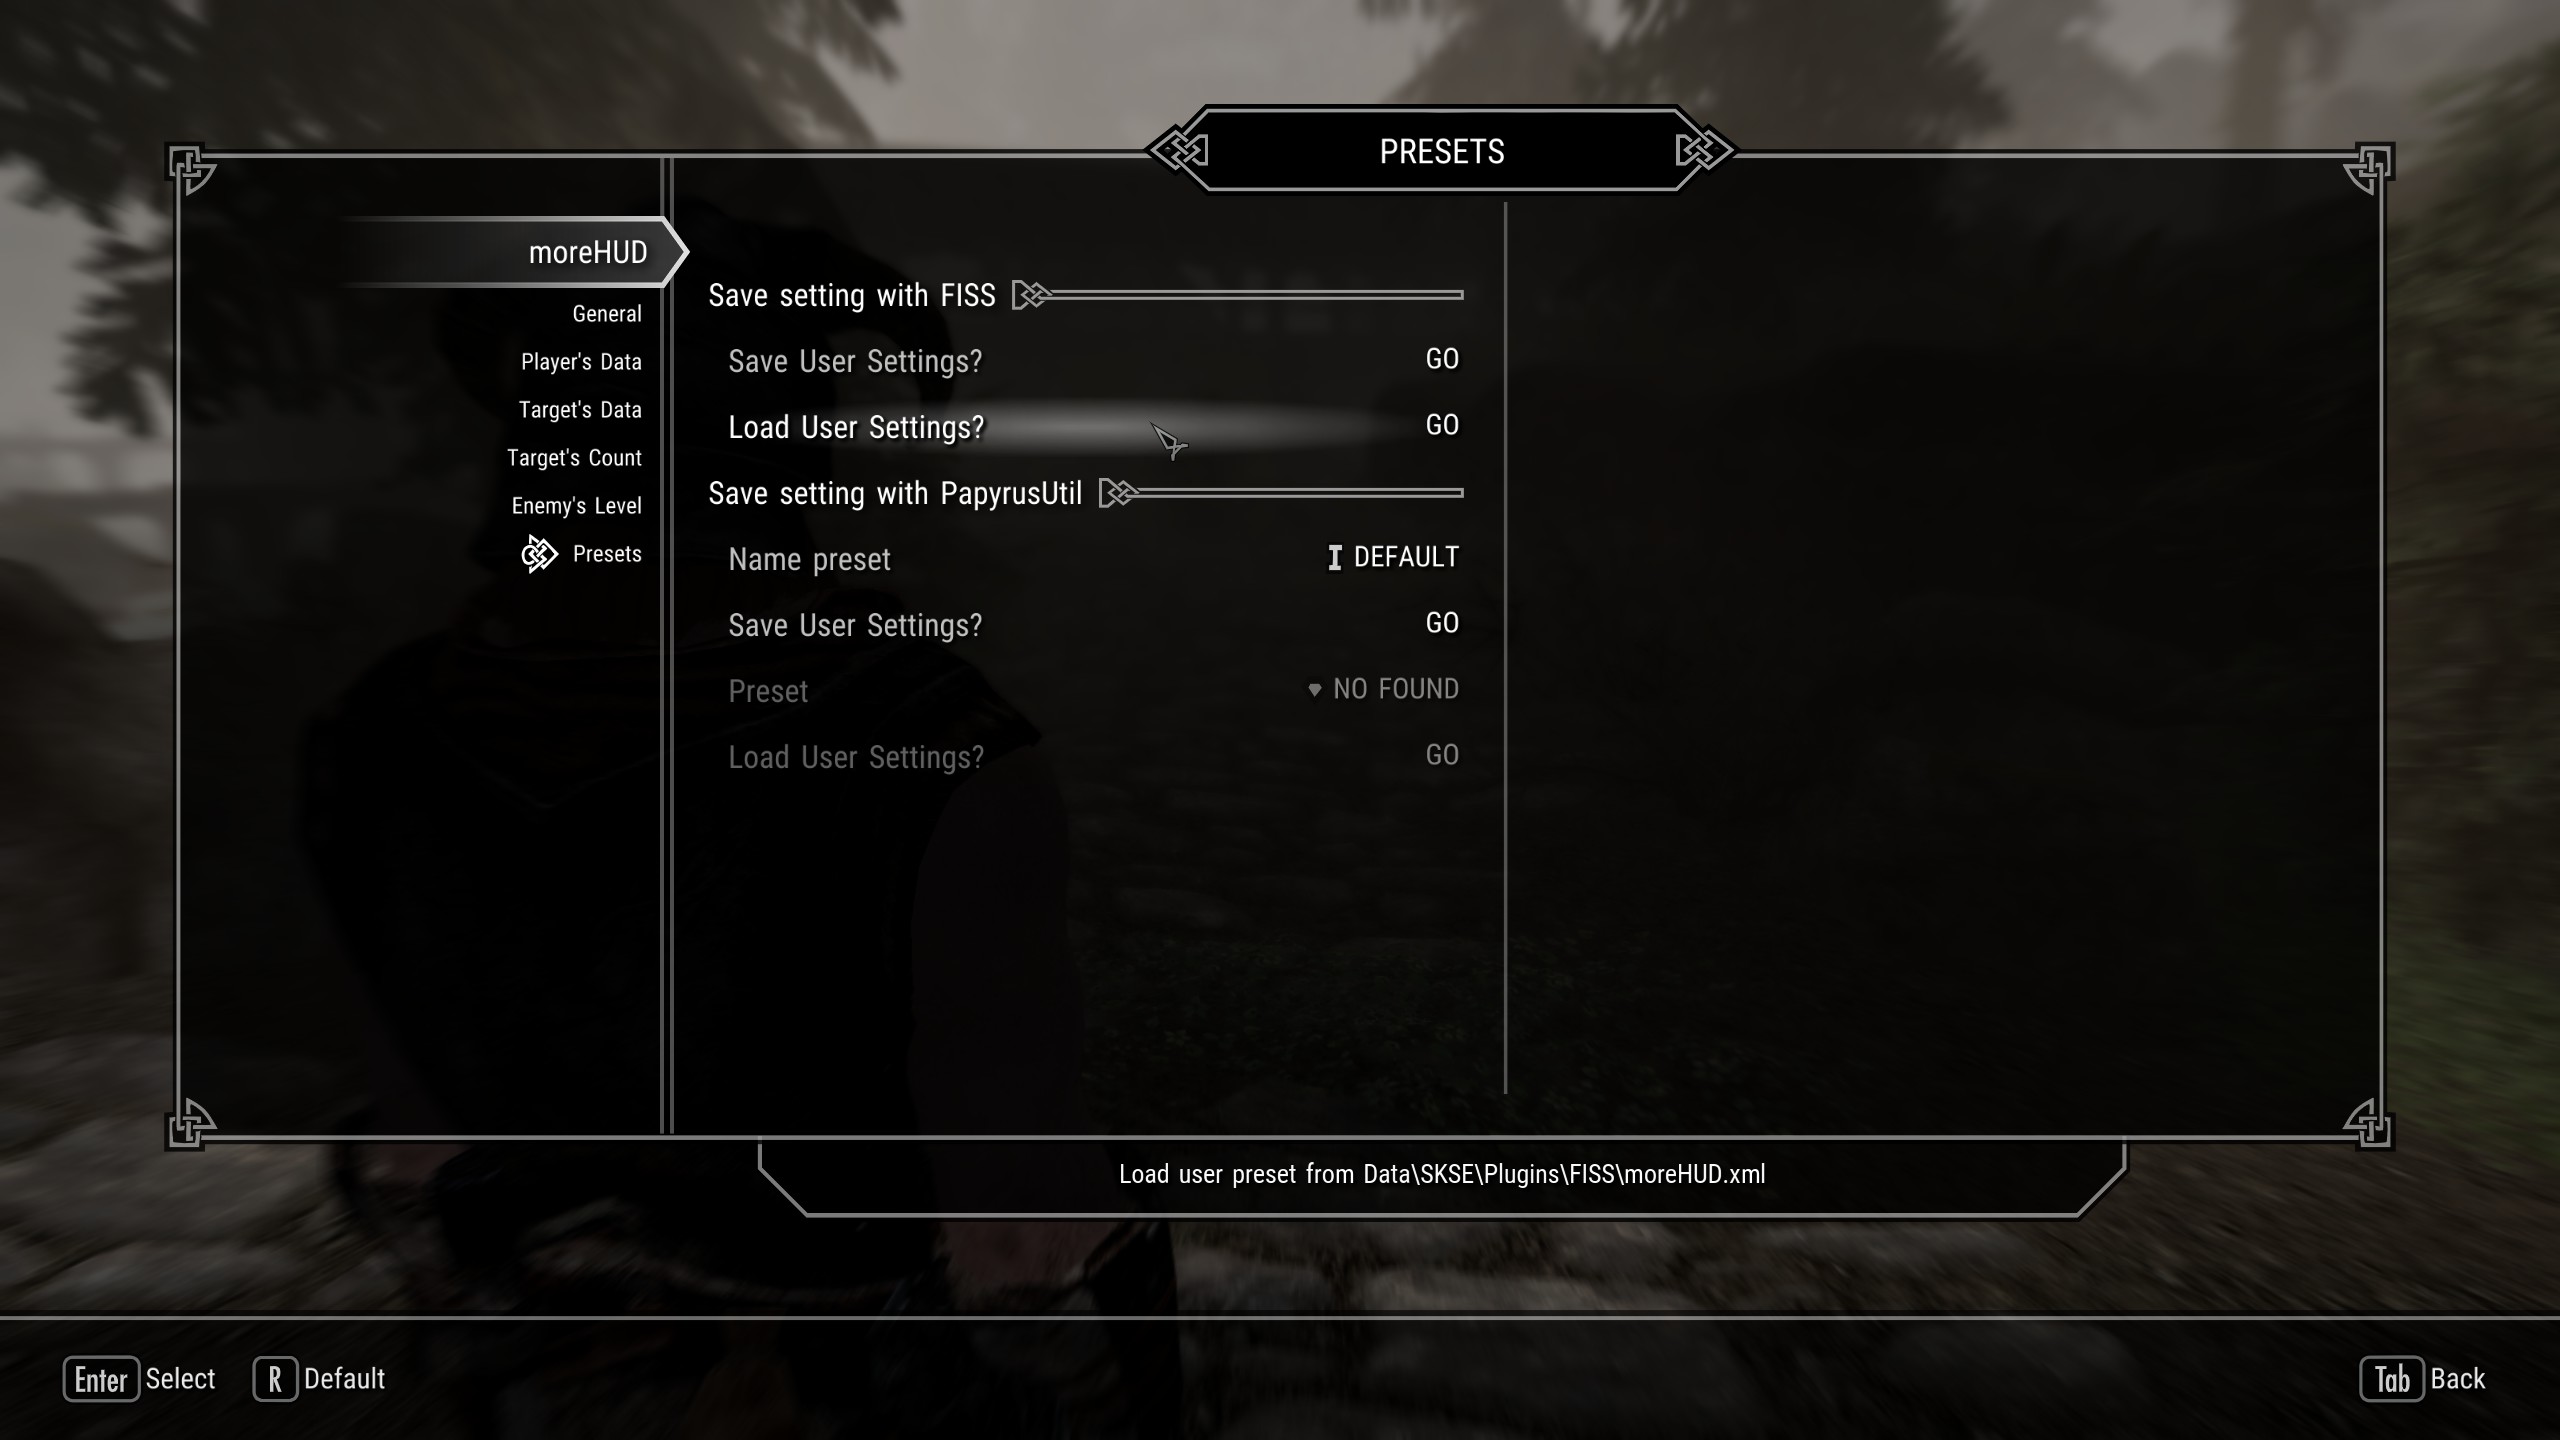 PRESETS
moreHUD
General
Player's Data
Target's Data
Target's Count
Enemy's Level
Presets
Save setting with FISS
Save User Settings? GO
Load User Settings? GO
Save setting with PapyrusUtil
Name preset DEFAULT
Save User Settings? GO
Preset NO FOUND
Load User Settings? GO
Load user preset from Data\SKSE\Plugins\FISS\moreHUD.xml
Enter Select R Default Tab Back